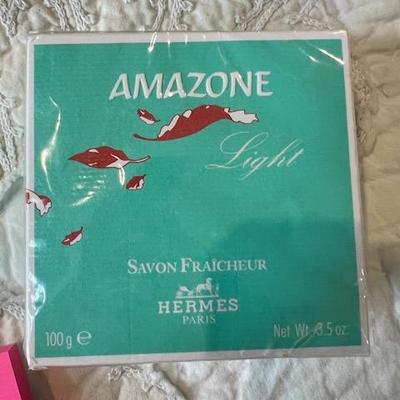 AMAZONE
Light
SAVON FRAÎCHEUR
HERMES
PARIS
100 g e Net Wt. 3.5 oz.